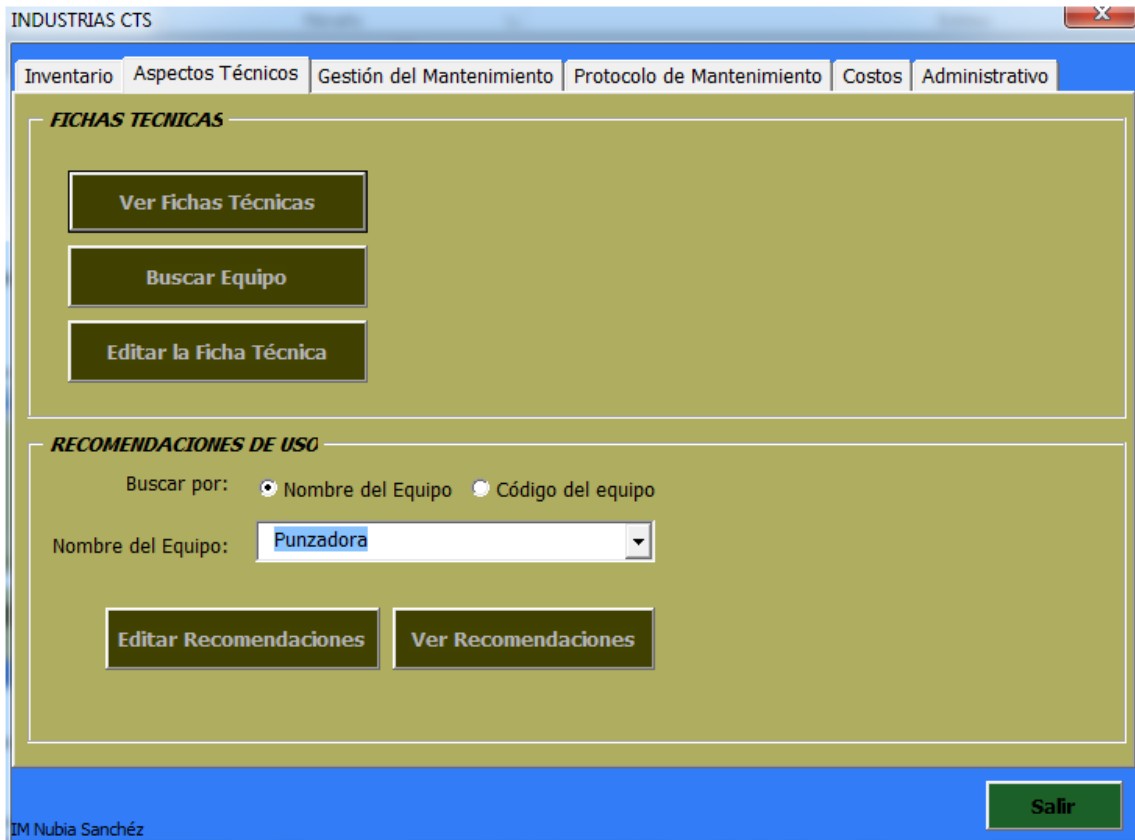 INDUSTRIAS CTS
Inventario Aspectos Técnicos Gestión del Mantenimiento Protocolo de Mantenimiento Costos Administrativo
FICHAS TECNICAS
Ver Fichas Técnicas
Buscar Equipo
Editar la Ficha Técnica
RECOMENDACIONES DE USO
Buscar por: Nombre del Equipo Código del equipo
Nombre del Equipo: Punzadora
Editar Recomendaciones Ver Recomendaciones
Salir
IM Nubia Sanchéz